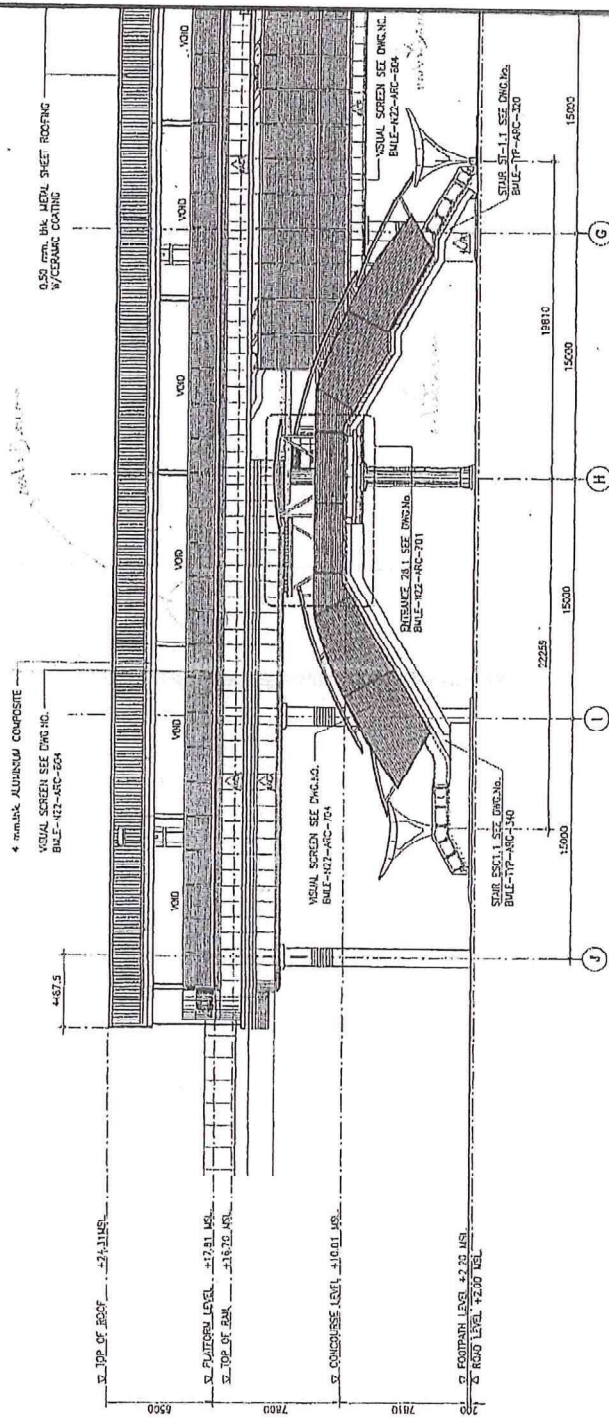 0.50 mm. thk METAL SHEET ROOFING
W/CERAMIC COATING
4 mm.thk ALUMINIUM COMPOSITE
VISUAL SCREEN SEE DWG.NO.
BMLE-N22-ARC-604
4487.5
VOID
VOID
VOID
VOID
VOID
VOID
VOID
VISUAL SCREEN SEE DWG.NO.
BMLE-N22-ARC-604
VISUAL SCREEN SEE DWG.NO.
BMLE-N22-ARC-704
ENTRANCE 28.1 SEE DWG.No.
BMLE-N22-ARC-701
STAIR ESC1.1 SEE DWG.No.
BMLE-TYP-ARC-1340
STAIR ST-1.1 SEE DWG.No.
BMLE-TYP-ARC-320
▽ TOP OF ROOF +24.31 MSL
▽ PLATFORM LEVEL +17.81 MSL
▽ TOP OF RAIL +16.70 MSL
▽ CONCOURSE LEVEL +10.01 MSL
▽ FOOTPATH LEVEL +2.20 MSL
△ ROAD LEVEL +2.00 MSL
6500
7800
7810
200
22255
19810
15000
15000
15000
15000
J
I
H
G